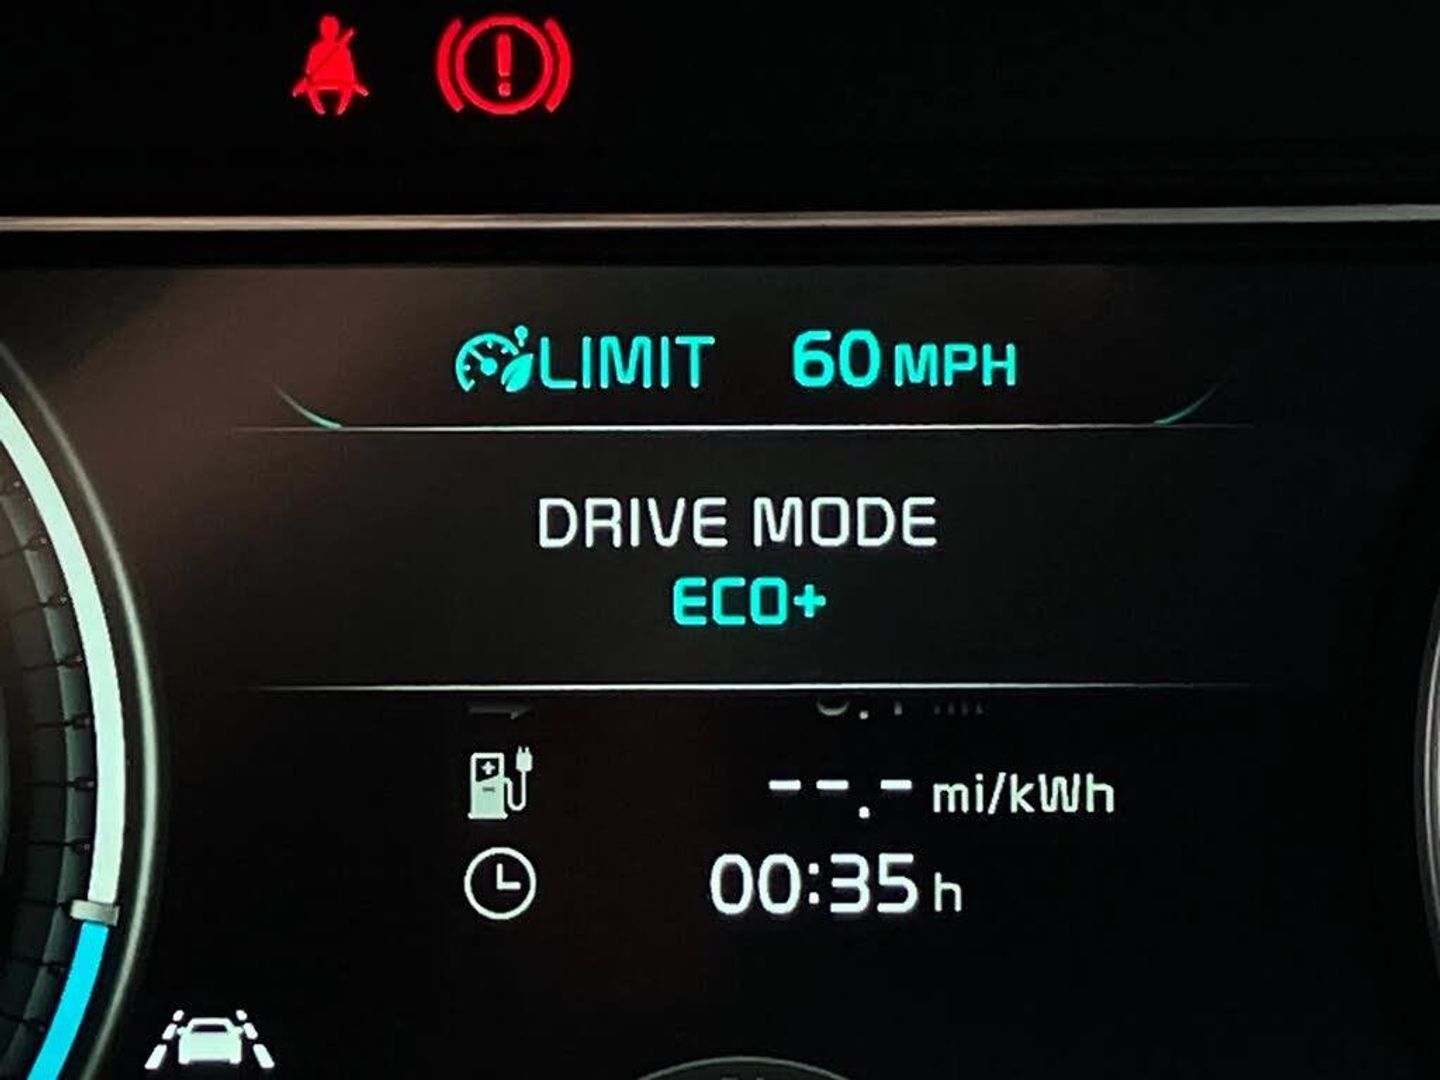 LIMIT 60 MPH
DRIVE MODE
ECO+
--.- mi/kWh
00:35 h